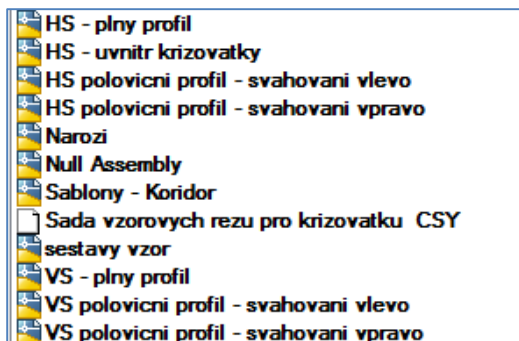 HS - plny profil
HS - uvnitr krizovatky
HS polovicni profil - svahovani vlevo
HS polovicni profil - svahovani vpravo
Narozi
Null Assembly
Sablony - Koridor
Sada vzorovych rezu pro krizovatku  CSY
sestavy vzor
VS - plny profil
VS polovicni profil - svahovani vlevo
VS polovicni profil - svahovani vpravo